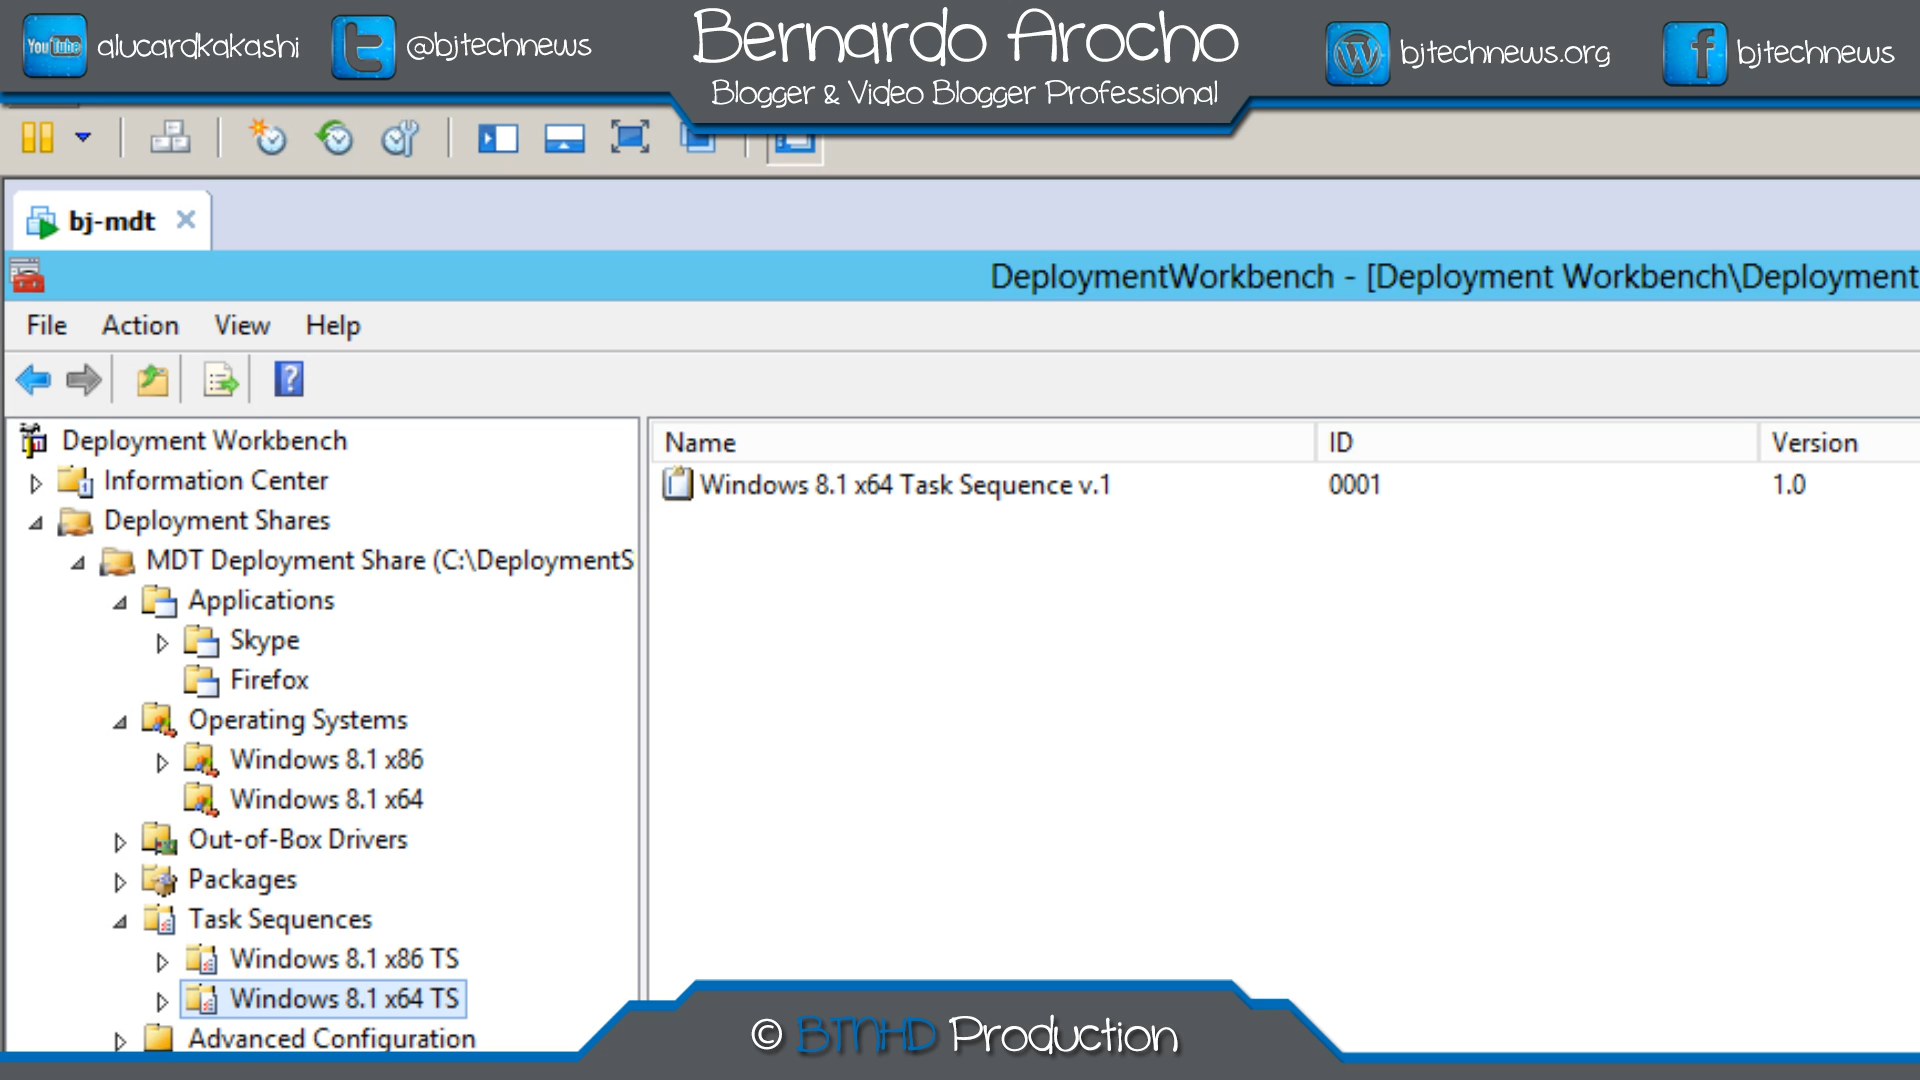 YouTube alucardkakashi
@bjtechnews
Bernardo Arocho
Blogger & Video Blogger Professional
bjtechnews.org
bjtechnews
bj-mdt
DeploymentWorkbench - [Deployment Workbench\Deployment
File Action View Help
Deployment Workbench
Information Center
Deployment Shares
MDT Deployment Share (C:\DeploymentS
Applications
Skype
Firefox
Operating Systems
Windows 8.1 x86
Windows 8.1 x64
Out-of-Box Drivers
Packages
Task Sequences
Windows 8.1 x86 TS
Windows 8.1 x64 TS
Advanced Configuration
Name ID Version
Windows 8.1 x64 Task Sequence v.1 0001 1.0
© BTNHD Production